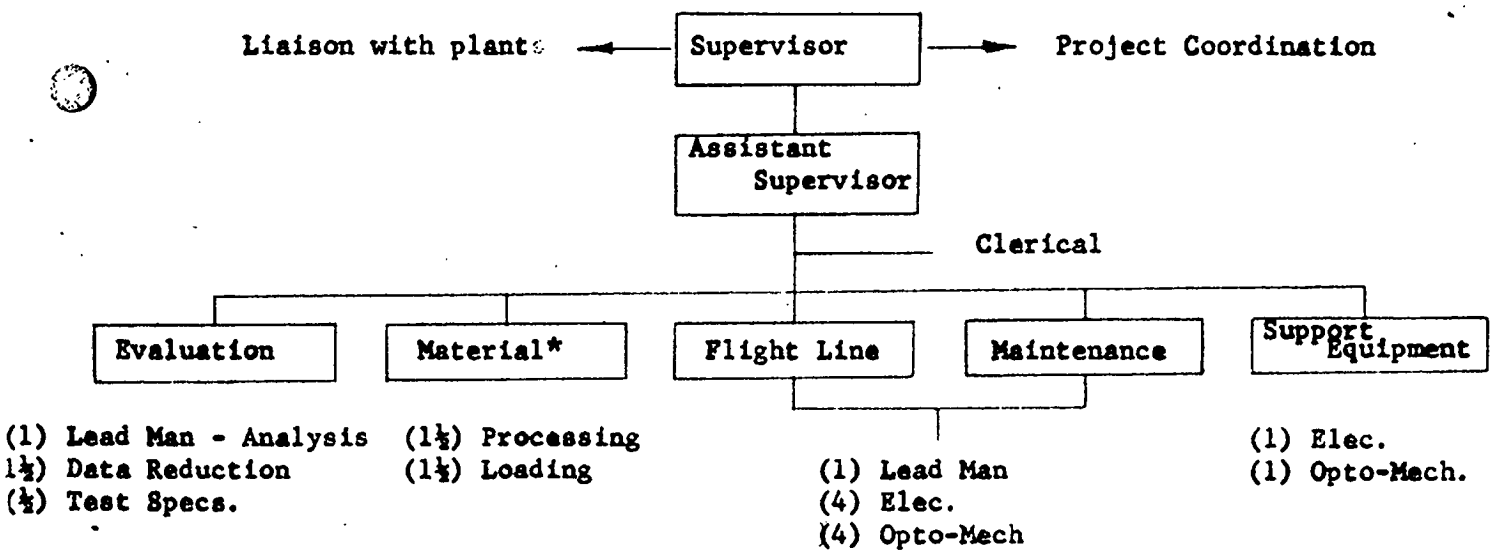 Liaison with plants
Supervisor
Project Coordination
Assistant
Supervisor
Clerical
Evaluation
Material*
Flight Line
Maintenance
Support
Equipment
(1) Lead Man - Analysis
1½) Data Reduction
(½) Test Specs.
(1½) Processing
(1½) Loading
(1) Lead Man
(4) Elec.
(4) Opto-Mech
(1) Elec.
(1) Opto-Mech.